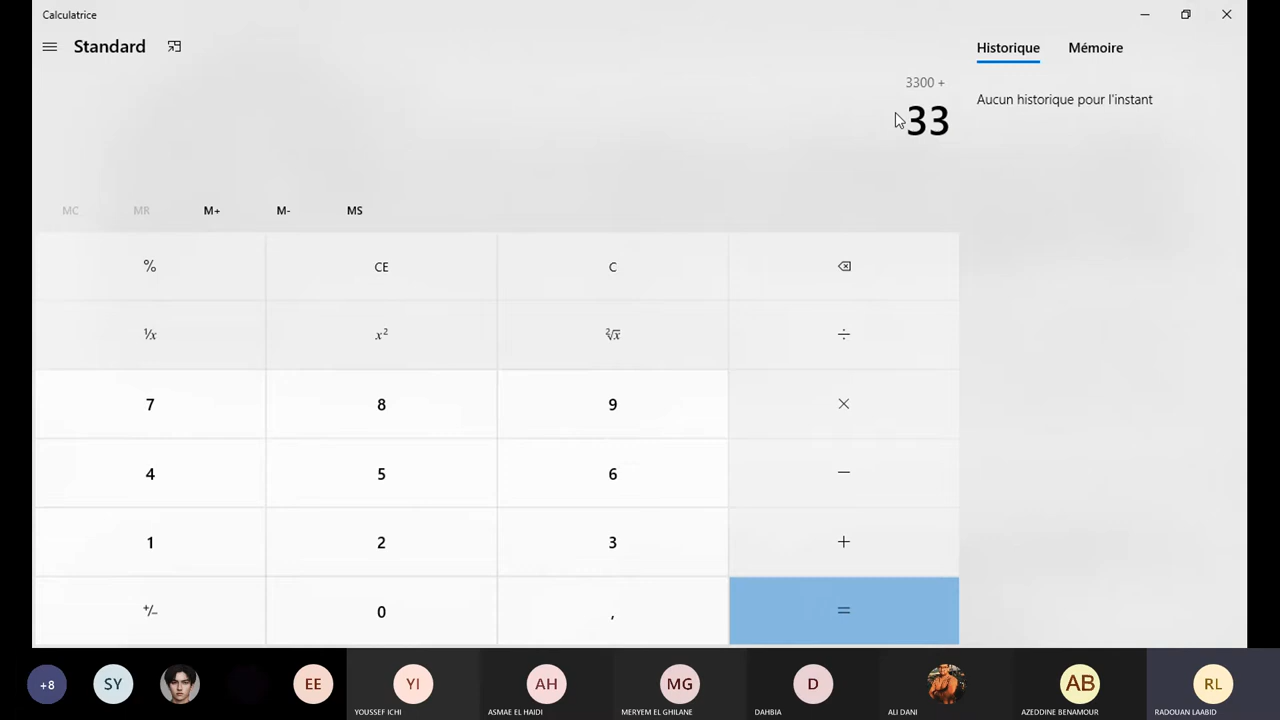 Calculatrice
Standard
Historique Mémoire
3300 +
Aucun historique pour l'instant
33
MC MR M+ M- MS
% CE C
⅟x x² ²√x ÷
7 8 9 ×
4 5 6 −
1 2 3 +
+/− 0 , =
+8 SY EE YI AH MG D AB RL
YOUSSEF ICHI ASMAE EL HAIDI MERYEM EL GHILANE DAHBIA ALI DANI AZEDDINE BENAMOUR RADOUAN LAABID